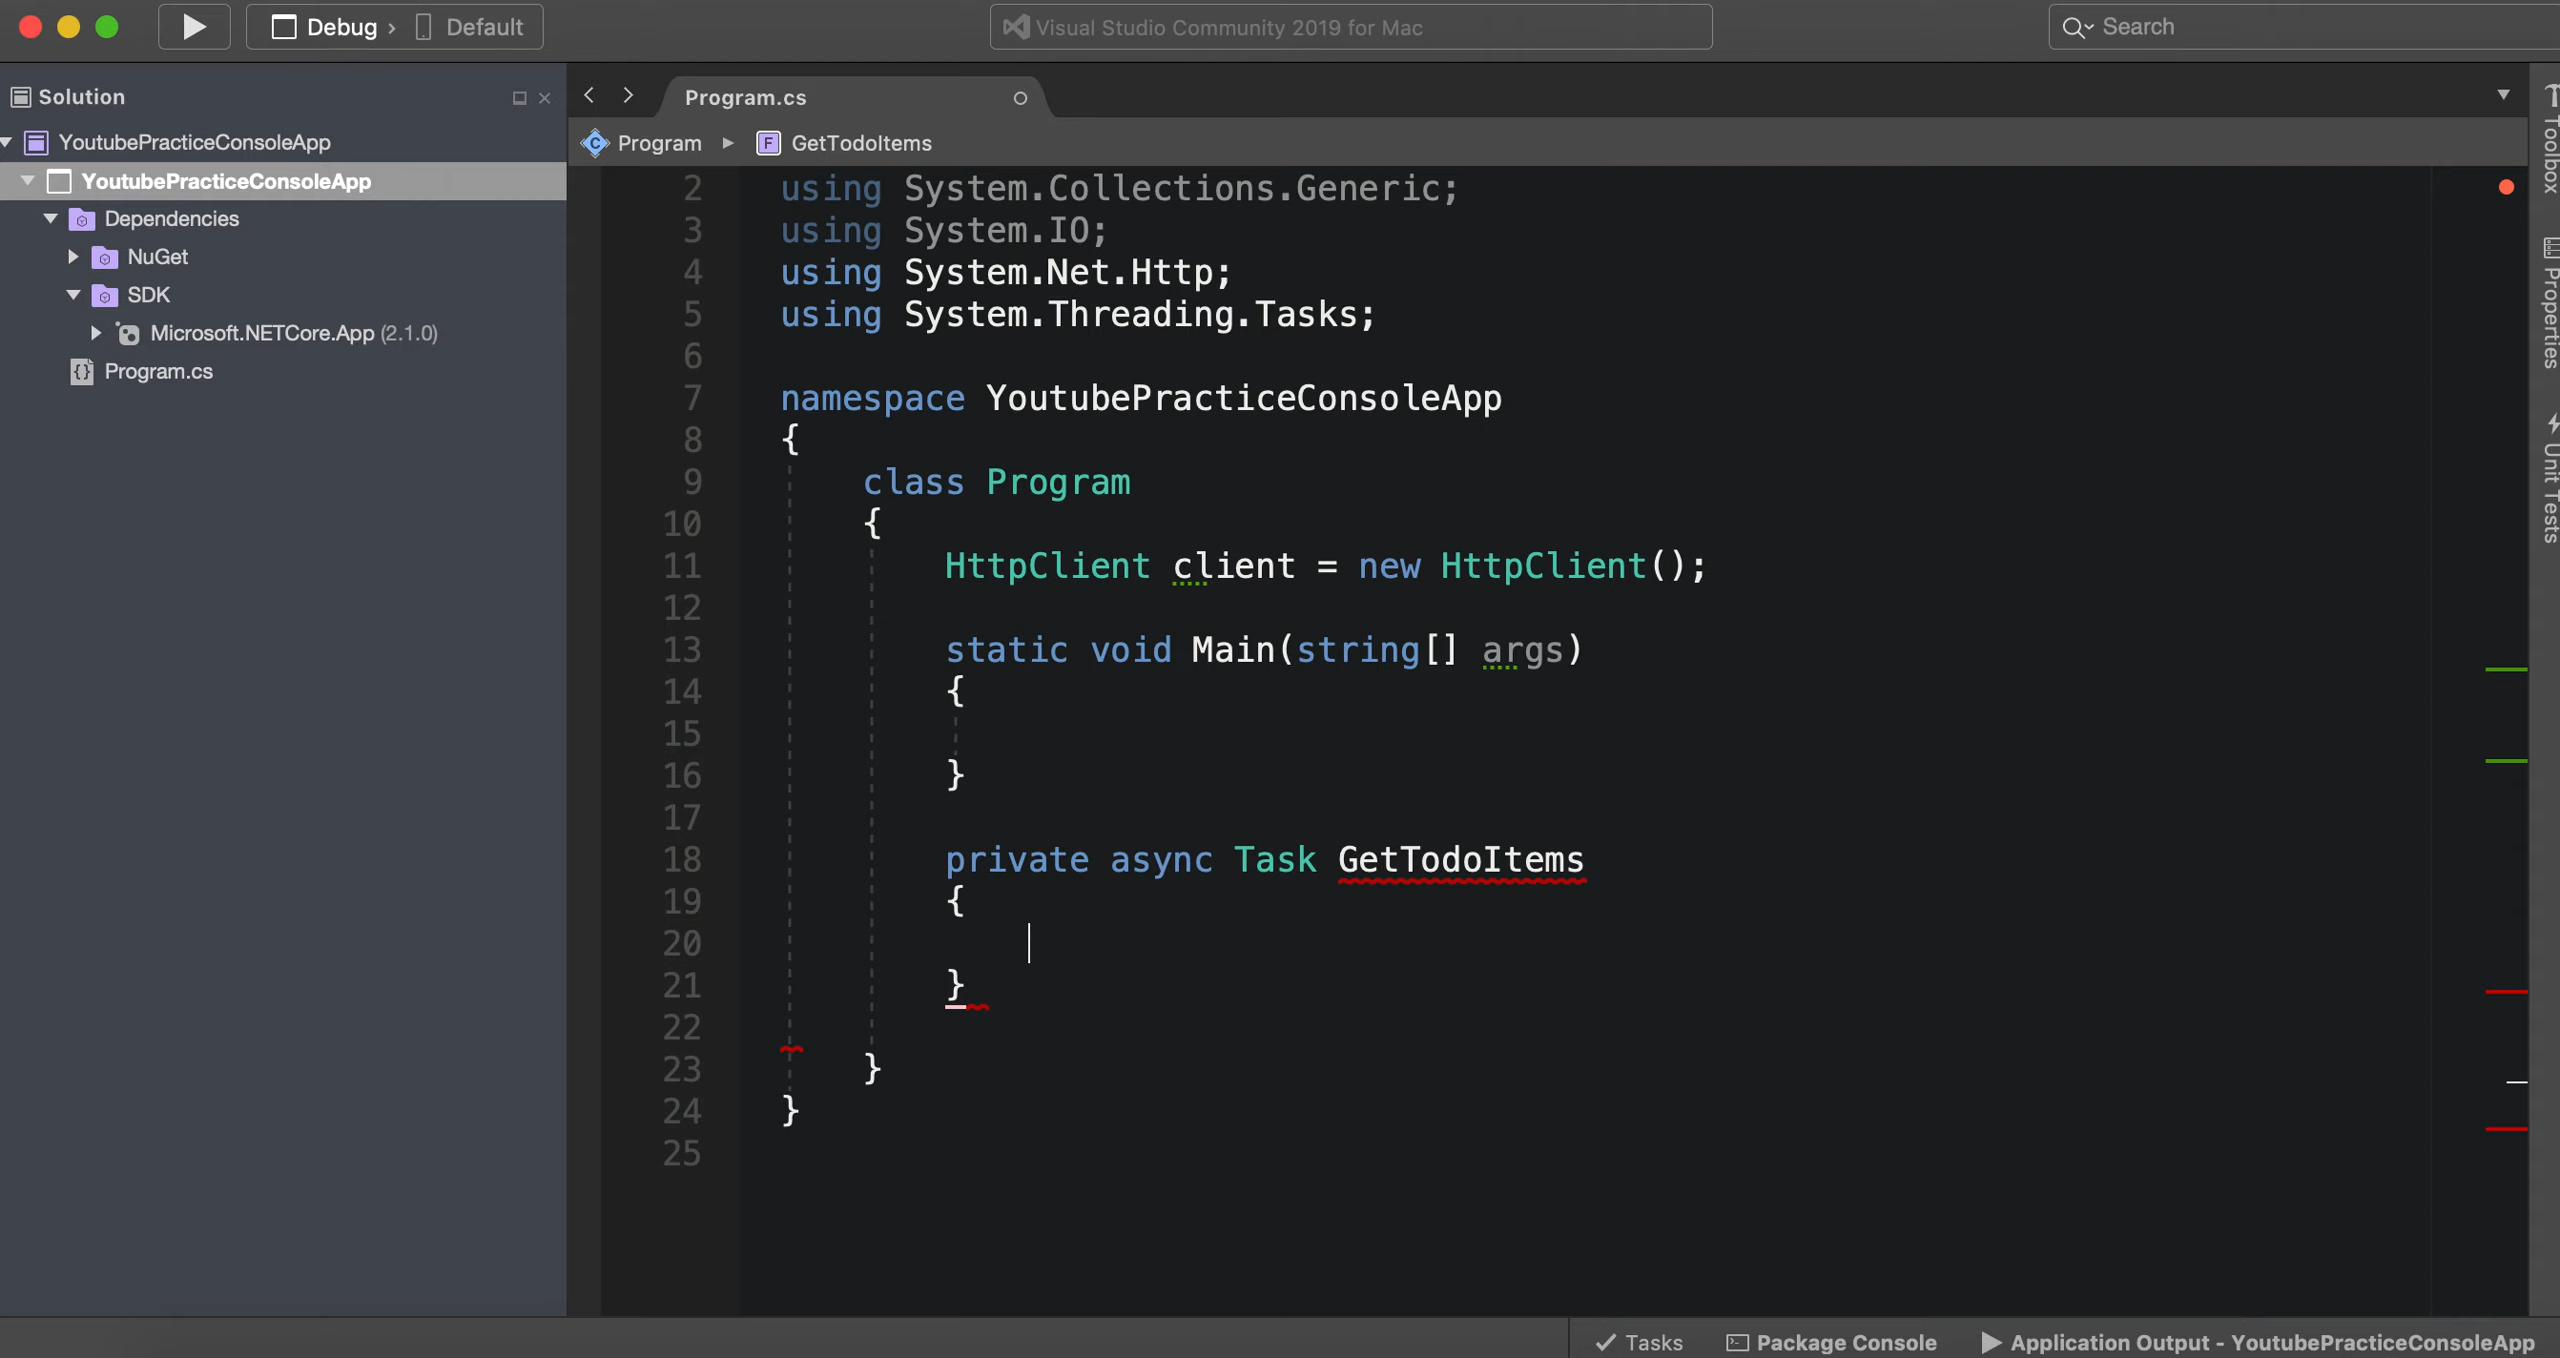 Debug › Default
Visual Studio Community 2019 for Mac
Search
Solution
YoutubePracticeConsoleApp
YoutubePracticeConsoleApp
Dependencies
NuGet
SDK
Microsoft.NETCore.App (2.1.0)
Program.cs
Program.cs
Program ▸ F GetTodoItems
2 using System.Collections.Generic;
3 using System.IO;
4 using System.Net.Http;
5 using System.Threading.Tasks;
6
7 namespace YoutubePracticeConsoleApp
8 {
9 class Program
10 {
11 HttpClient client = new HttpClient();
12
13 static void Main(string[] args)
14 {
15
16 }
17
18 private async Task GetTodoItems
19 {
20
21 }
22
23 }
24 }
25
Toolbox
Properties
Unit Tests
Tasks
Package Console
Application Output - YoutubePracticeConsoleApp